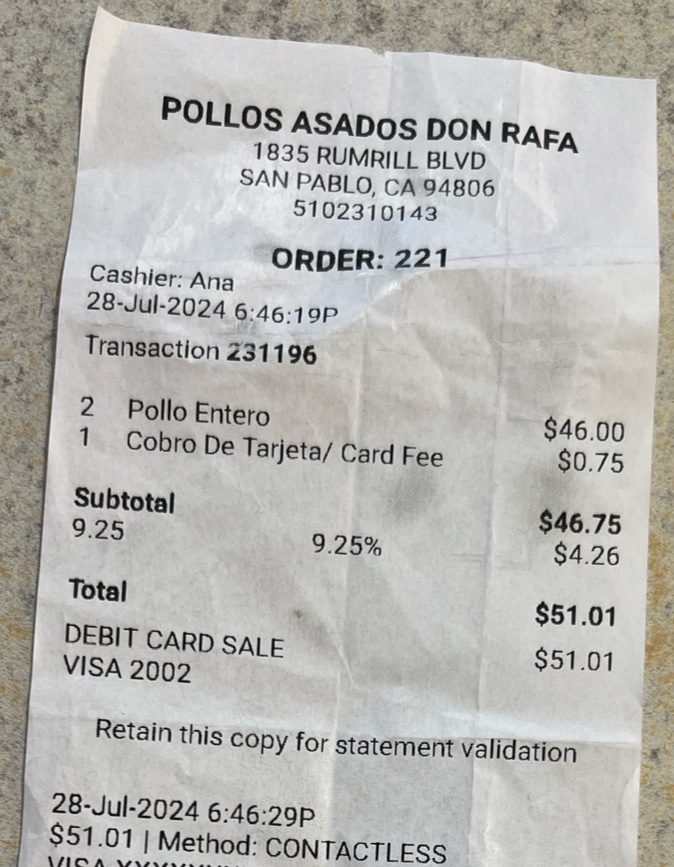 POLLOS ASADOS DON RAFA
1835 RUMRILL BLVD
SAN PABLO, CA 94806
5102310143
ORDER: 221
Cashier: Ana
28-Jul-2024 6:46:19P
Transaction 231196
2 Pollo Entero $46.00
1 Cobro De Tarjeta/ Card Fee $0.75
Subtotal $46.75
9.25 9.25% $4.26
Total $51.01
DEBIT CARD SALE $51.01
VISA 2002
Retain this copy for statement validation
28-Jul-2024 6:46:29P
$51.01 | Method: CONTACTLESS
VISA